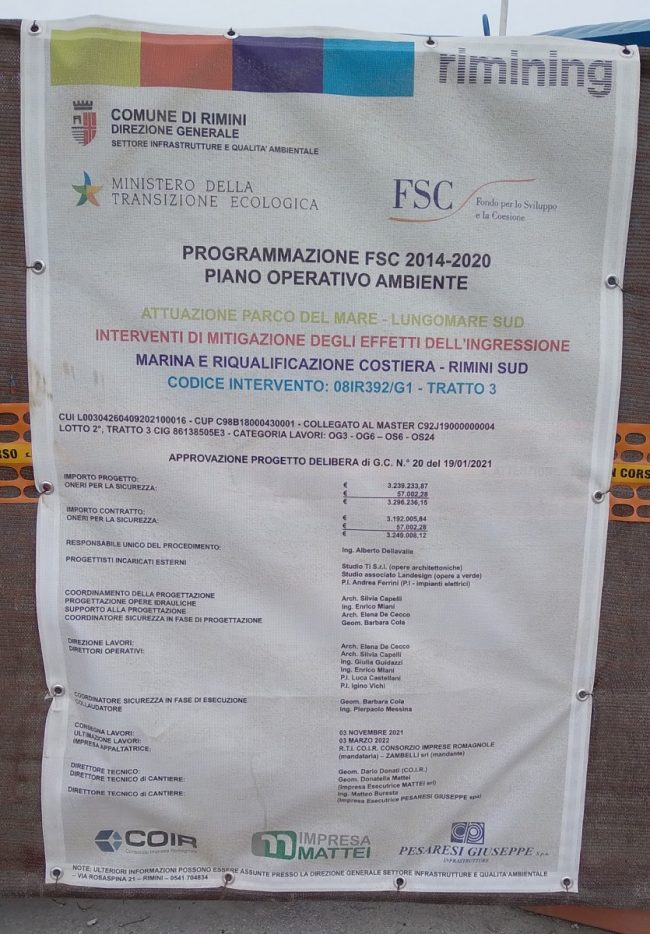 rimining
COMUNE DI RIMINI
DIREZIONE GENERALE
SETTORE INFRASTRUTTURE E QUALITA' AMBIENTALE
MINISTERO DELLA
TRANSIZIONE ECOLOGICA
FSC
Fondo per lo Sviluppo
e la Coesione
PROGRAMMAZIONE FSC 2014-2020
PIANO OPERATIVO AMBIENTE
ATTUAZIONE PARCO DEL MARE - LUNGOMARE SUD
INTERVENTI DI MITIGAZIONE DEGLI EFFETTI DELL'INGRESSIONE
MARINA E RIQUALIFICAZIONE COSTIERA - RIMINI SUD
CODICE INTERVENTO: 08IR392/G1 - TRATTO 3
CUI L00304260409202100016 - CUP C98B18000430001 - COLLEGATO AL MASTER C92J19000000004
LOTTO 2°, TRATTO 3 CIG 86138505E3 - CATEGORIA LAVORI: OG3 - OG6 – OS6 - OS24
APPROVAZIONE PROGETTO DELIBERA di G.C. N.° 20 del 19/01/2021
IMPORTO PROGETTO: € 3.239.233,87
ONERI PER LA SICUREZZA: € 57.002,28
€ 3.296.236,15
IMPORTO CONTRATTO: € 3.192.005,84
ONERI PER LA SICUREZZA: € 57.002,28
€ 3.249.008,12
RESPONSABILE UNICO DEL PROCEDIMENTO: Ing. Alberto Dellavalle
PROGETTISTI INCARICATI ESTERNI Studio Ti S.r.l. (opere architettoniche)
Studio associato Landesign (opere a verde)
P.I. Andrea Ferrini (P.I - impianti elettrici)
COORDINAMENTO DELLA PROGETTAZIONE Arch. Silvia Capelli
PROGETTAZIONE OPERE IDRAULICHE Ing. Enrico Miani
SUPPORTO ALLA PROGETTAZIONE Arch. Elena De Cecco
COORDINATORE SICUREZZA IN FASE DI PROGETTAZIONE Geom. Barbara Cola
DIREZIONE LAVORI: Arch. Elena De Cecco
DIRETTORI OPERATIVI: Arch. Silvia Capelli
Ing. Giulia Guidazzi
Ing. Enrico Miani
P.I. Luca Castellani
P.I. Igino Vichi
COORDINATORE SICUREZZA IN FASE DI ESECUZIONE Geom. Barbara Cola
COLLAUDATORE Ing. Pierpaolo Messina
CONSEGNA LAVORI: 03 NOVEMBRE 2021
ULTIMAZIONE LAVORI: 03 MARZO 2022
IMPRESA APPALTATRICE: R.T.I. CO.I.R. CONSORZIO IMPRESE ROMAGNOLE
(mandataria) – ZAMBELLI srl (mandante)
DIRETTORE TECNICO: Geom. Dario Donati (CO.I.R.)
DIRETTORE TECNICO di CANTIERE: Geom. Donatella Mattei
(Impresa Esecutrice MATTEI srl)
DIRETTORE TECNICO di CANTIERE: Ing. Matteo Buresta
(Impresa Esecutrice PESARESI GIUSEPPE spa)
COIR
Consorzio Imprese Romagnole
IMPRESA
MATTEI
PESARESI GIUSEPPE S.p.A.
INFRASTRUTTURE
NOTE: ULTERIORI INFORMAZIONI POSSONO ESSERE ASSUNTE PRESSO LA DIREZIONE GENERALE SETTORE INFRASTRUTTURE E QUALITA' AMBIENTALE
– VIA ROSASPINA 21 – RIMINI – 0541 704834